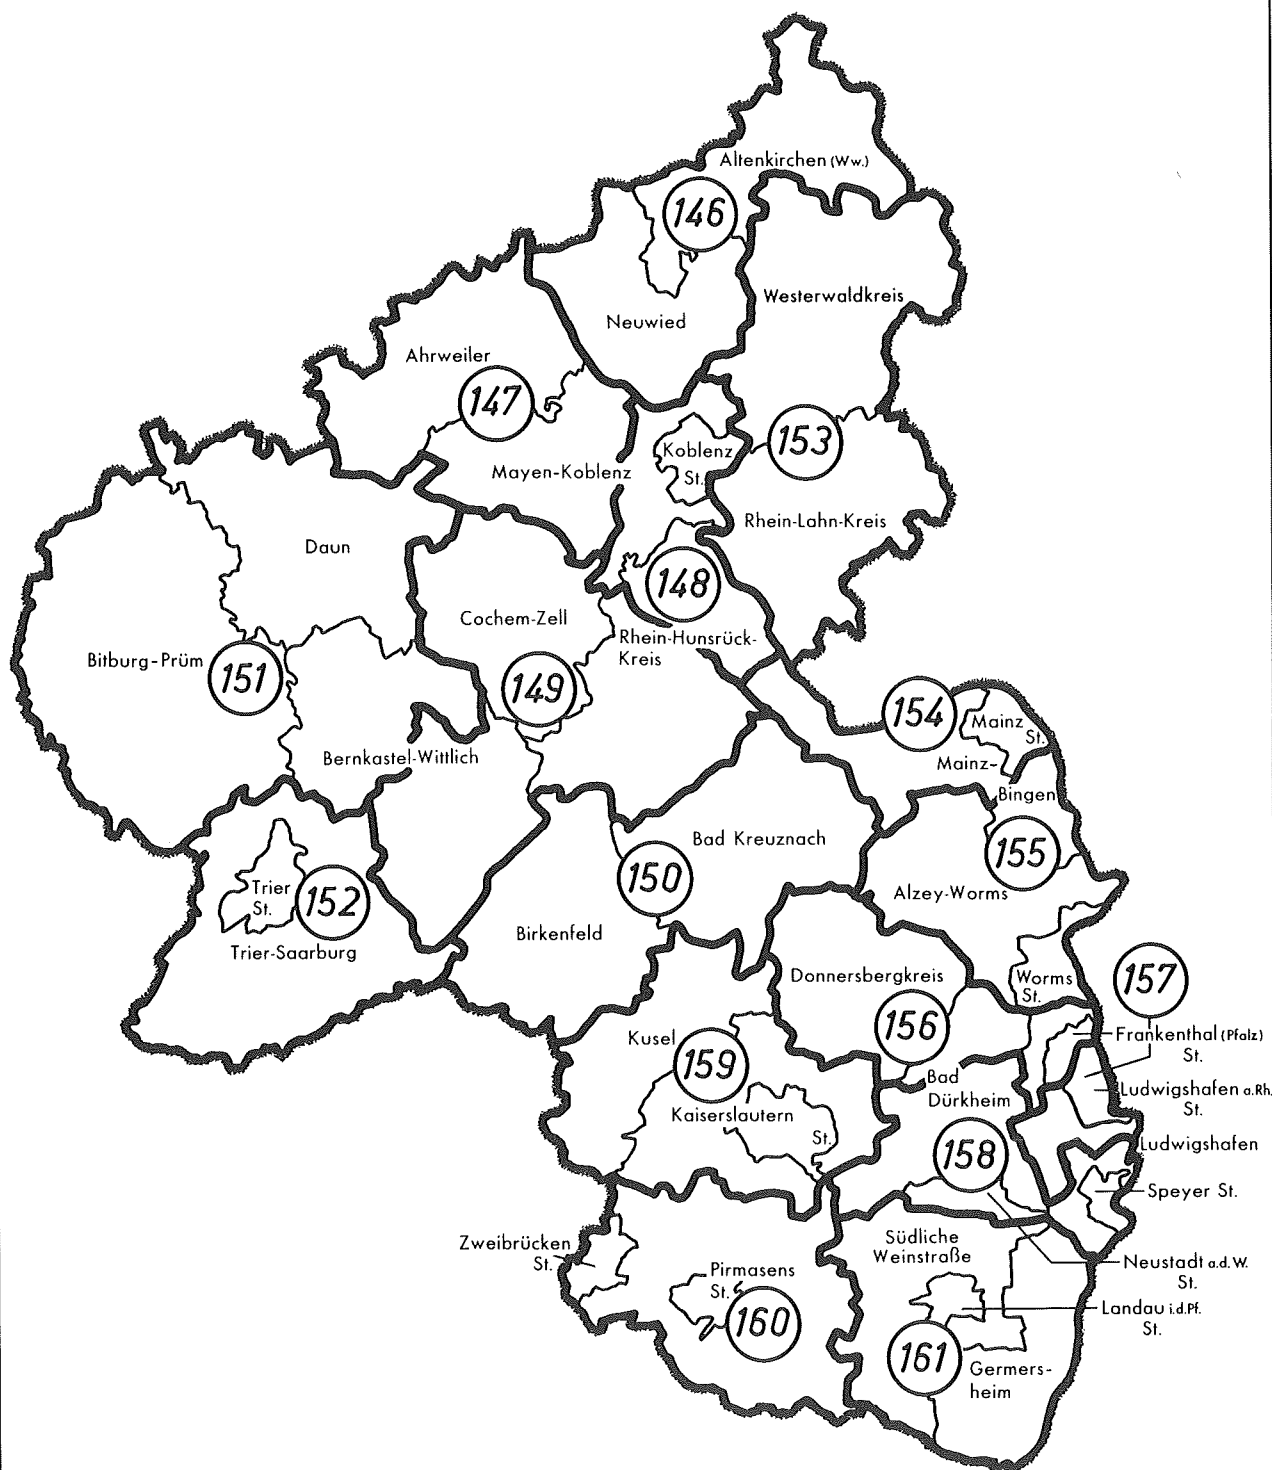 Altenkirchen (Ww.)
146
Westerwaldkreis
Neuwied
Ahrweiler
147
153
Koblenz
St.
Mayen-Koblenz
Rhein-Lahn-Kreis
Daun
148
Cochem-Zell
Rhein-Hunsrück-
Kreis
Bitburg-Prüm
151
149
154
Mainz
St.
Mainz-
Bingen
Bernkastel-Wittlich
Bad Kreuznach
155
150
Alzey-Worms
Trier
St.
152
Trier-Saarburg
Birkenfeld
Donnersbergkreis
Worms
St.
157
156
Frankenthal (Pfalz)
St.
Kusel
159
Bad
Dürkheim
Ludwigshafen a.Rh.
St.
Kaiserslautern
St.
Ludwigshafen
158
Speyer St.
Zweibrücken
St.
Südliche
Weinstraße
Neustadt a.d.W.
St.
Pirmasens
St.
160
Landau i.d.Pf.
St.
161
Germers-
heim